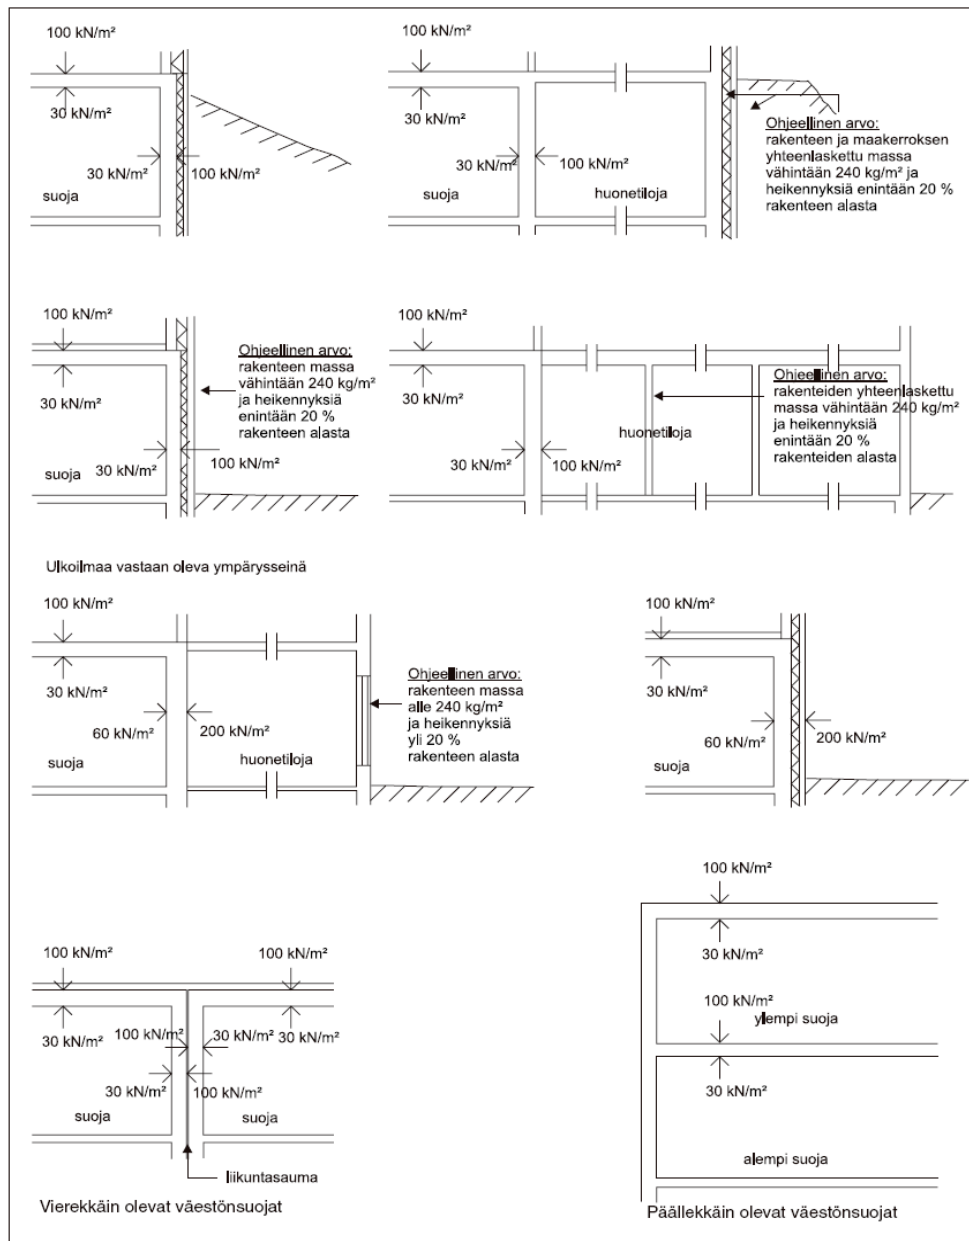 100 kN/m²
30 kN/m²
30 kN/m²
100 kN/m²
suoja
100 kN/m²
30 kN/m²
30 kN/m²
100 kN/m²
suoja
huonetiloja
Ohjeellinen arvo:
rakenteen ja maakerroksen
yhteenlaskettu massa
vähintään 240 kg/m² ja
heikennyksiä enintään 20 %
rakenteen alasta
100 kN/m²
30 kN/m²
30 kN/m²
100 kN/m²
suoja
Ohjeellinen arvo:
rakenteen massa
vähintään 240 kg/m²
ja heikennyksiä
enintään 20 %
rakenteen alasta
100 kN/m²
30 kN/m²
30 kN/m²
100 kN/m²
huonetiloja
Ohjeellinen arvo:
rakenteiden yhteenlaskettu
massa vähintään 240 kg/m²
ja heikennyksiä
enintään 20 %
rakenteiden alasta
Ulkoilmaa vastaan oleva ympärysseinä
100 kN/m²
30 kN/m²
60 kN/m²
200 kN/m²
suoja
huonetiloja
Ohjeellinen arvo:
rakenteen massa
alle 240 kg/m²
ja heikennyksiä
yli 20 %
rakenteen alasta
100 kN/m²
30 kN/m²
60 kN/m²
200 kN/m²
suoja
100 kN/m²
100 kN/m²
30 kN/m²
100 kN/m²
30 kN/m²
30 kN/m²
30 kN/m²
100 kN/m²
suoja
suoja
liikuntasauma
Vierekkäin olevat väestönsuojat
100 kN/m²
30 kN/m²
100 kN/m²
ylempi suoja
30 kN/m²
alempi suoja
Päällekkäin olevat väestönsuojat